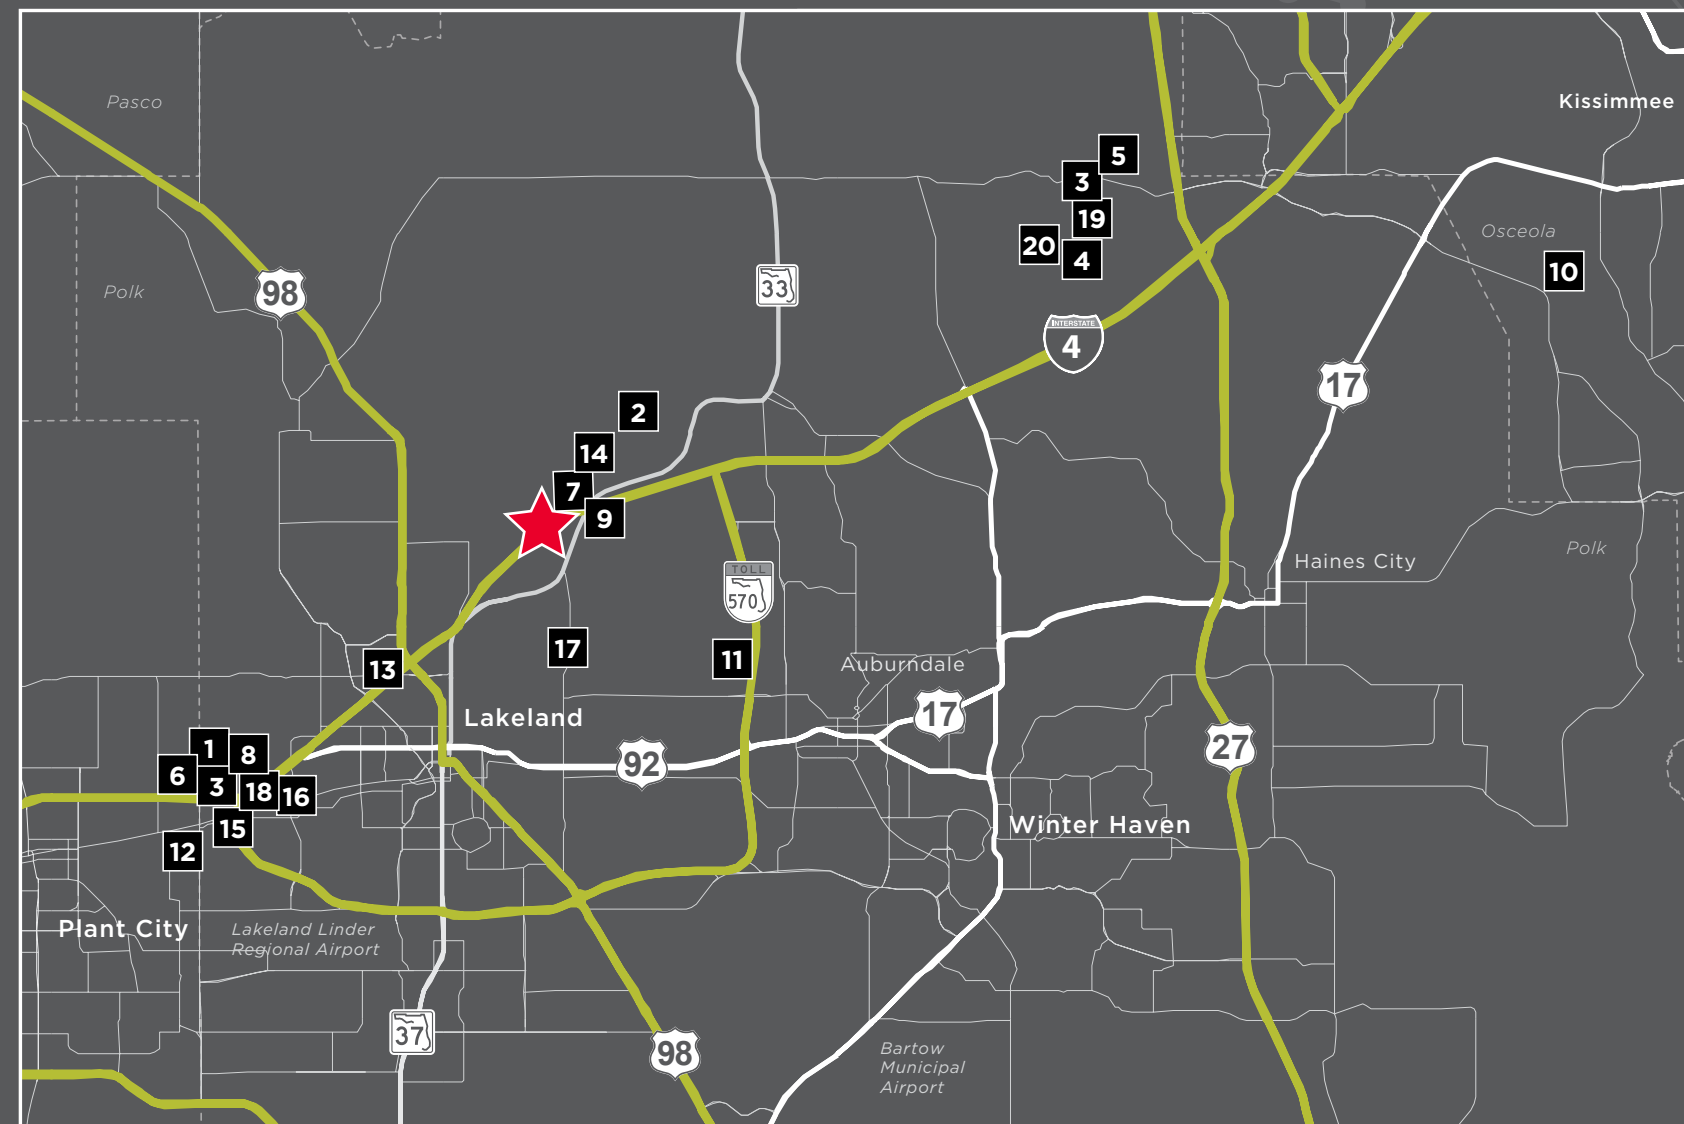 Pasco
Kissimmee
5
3
19
20
4
Osceola
10
Polk
98
33
INTERSTATE
4
17
2
14
7
9
Haines City
Polk
TOLL
570
17
11
13
Auburndale
Lakeland
17
92
27
1
8
6
3
18
16
15
12
Winter Haven
Plant City
Lakeland Linder
Regional Airport
37
98
Bartow
Municipal
Airport